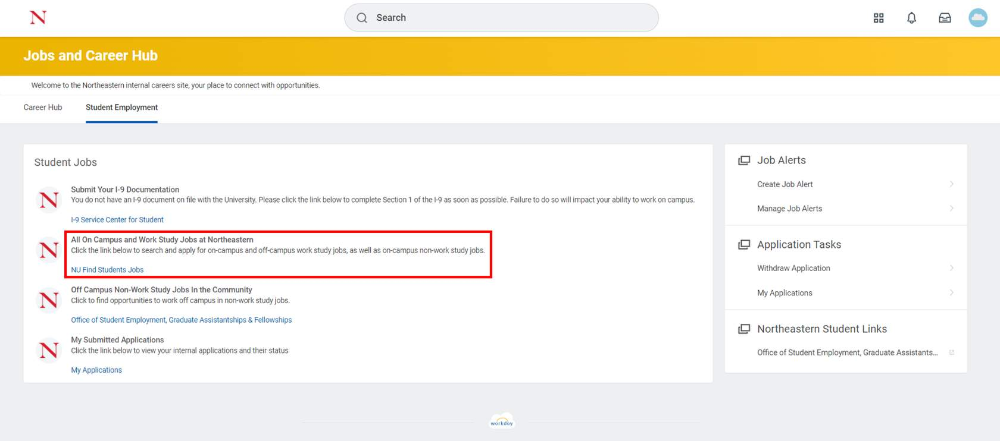 N
Search
Jobs and Career Hub
Welcome to the Northeastern internal careers site, your place to connect with opportunities.
Career Hub
Student Employment
Student Jobs
N
Submit Your I-9 Documentation
You do not have an I-9 document on file with the University. Please click the link below to complete Section 1 of the I-9 as soon as possible. Failure to do so will impact your ability to work on campus.
I-9 Service Center for Student
N
All On Campus and Work Study Jobs at Northeastern
Click the link below to search and apply for on-campus and off-campus work study jobs, as well as on-campus non-work study jobs.
NU Find Students Jobs
N
Off Campus Non-Work Study Jobs In the Community
Click to find opportunities to work off campus in non-work study jobs.
Office of Student Employment, Graduate Assistantships & Fellowships
N
My Submitted Applications
Click the link below to view your internal applications and their status
My Applications
Job Alerts
Create Job Alert
Manage Job Alerts
Application Tasks
Withdraw Application
My Applications
Northeastern Student Links
Office of Student Employment, Graduate Assistants...
workday